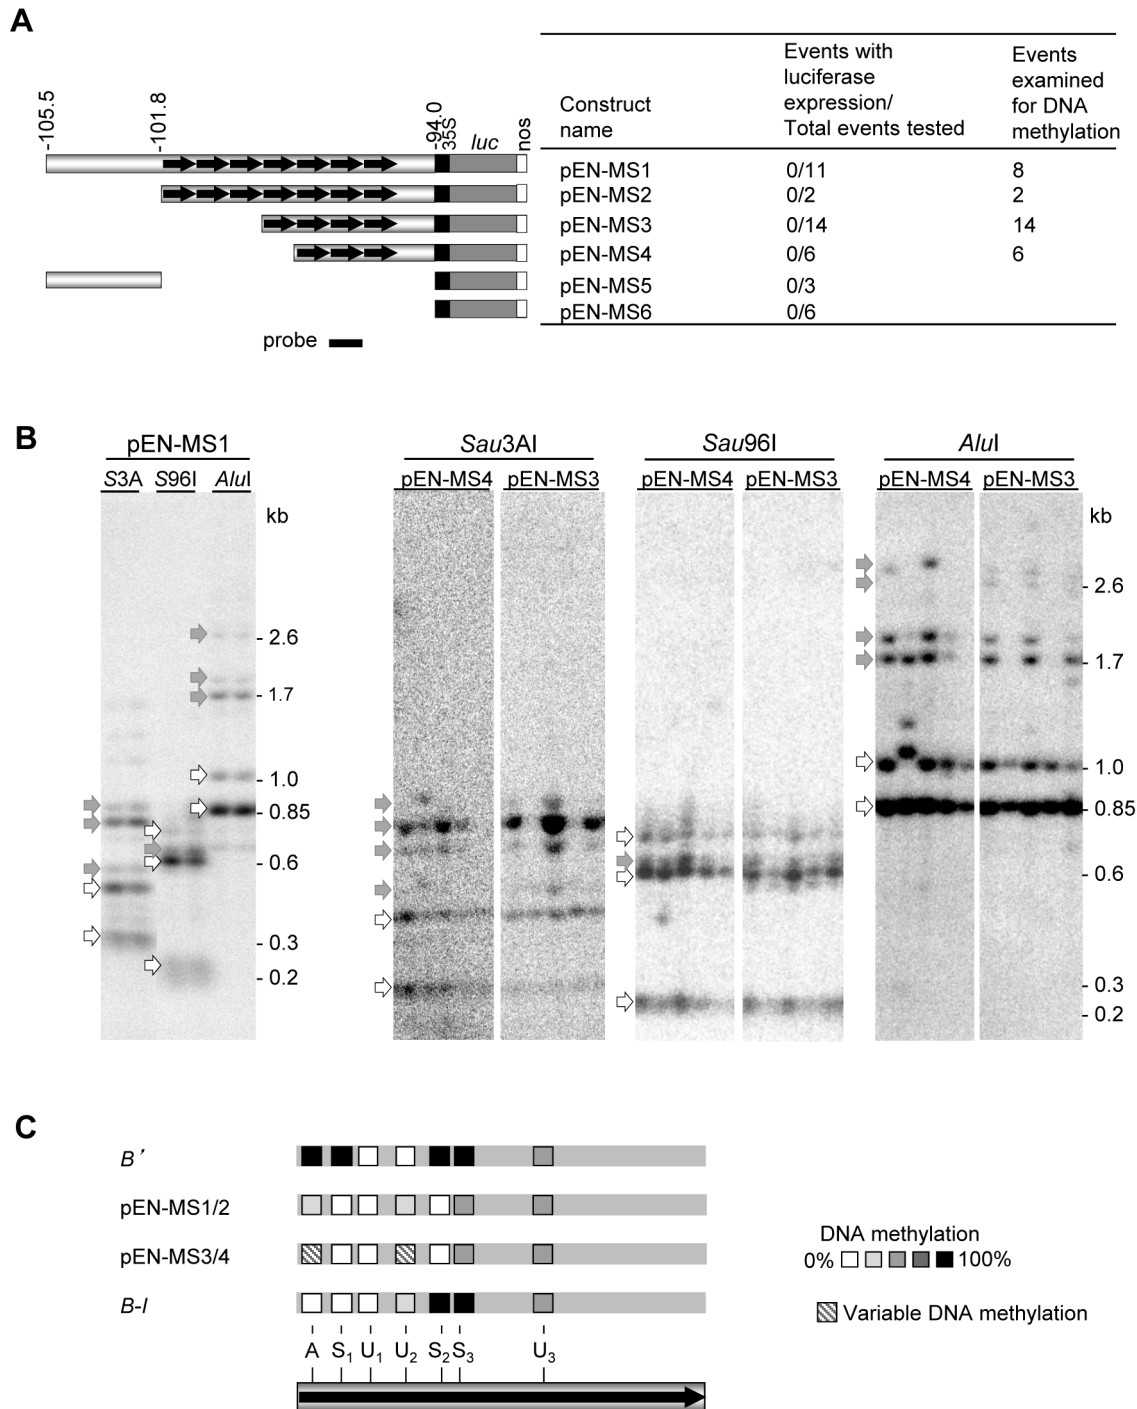 A
-105.5
-101.8
-94.0
35S
luc
nos
Construct name
Events with luciferase expression/ Total events tested
Events examined for DNA methylation
pEN-MS1 0/11 8
pEN-MS2 0/2 2
pEN-MS3 0/14 14
pEN-MS4 0/6 6
pEN-MS5 0/3
pEN-MS6 0/6
probe
B
pEN-MS1
S3A S96I AluI
kb
- 2.6
- 1.7
- 1.0
- 0.85
- 0.6
- 0.3
- 0.2
Sau3AI
pEN-MS4 pEN-MS3
Sau96I
pEN-MS4 pEN-MS3
AluI
pEN-MS4 pEN-MS3
kb
- 2.6
- 1.7
- 1.0
- 0.85
- 0.6
- 0.3
- 0.2
C
B′
pEN-MS1/2
pEN-MS3/4
B-I
A S1 U1 U2 S2 S3 U3
DNA methylation
0% 100%
Variable DNA methylation